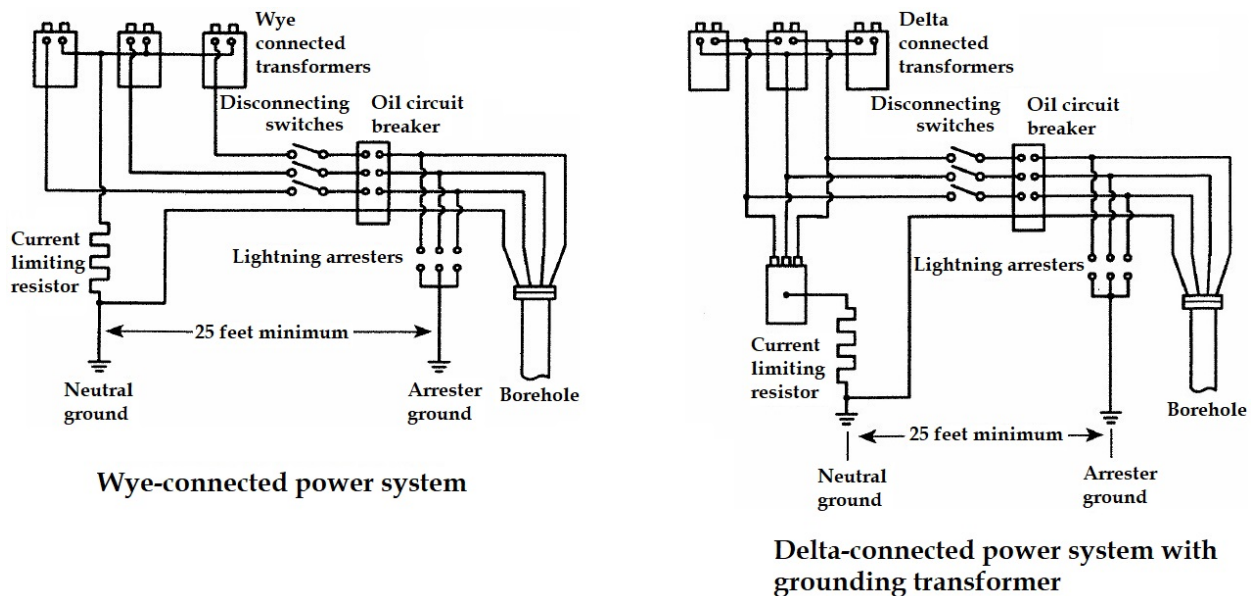 Wye
connected
transformers
Disconnecting
switches
Oil circuit
breaker
Current
limiting
resistor
Lightning arresters
25 feet minimum
Neutral
ground
Arrester
ground
Borehole
Wye-connected power system
Delta
connected
transformers
Disconnecting
switches
Oil circuit
breaker
Lightning arresters
Current
limiting
resistor
25 feet minimum
Borehole
Neutral
ground
Arrester
ground
Delta-connected power system with
grounding transformer